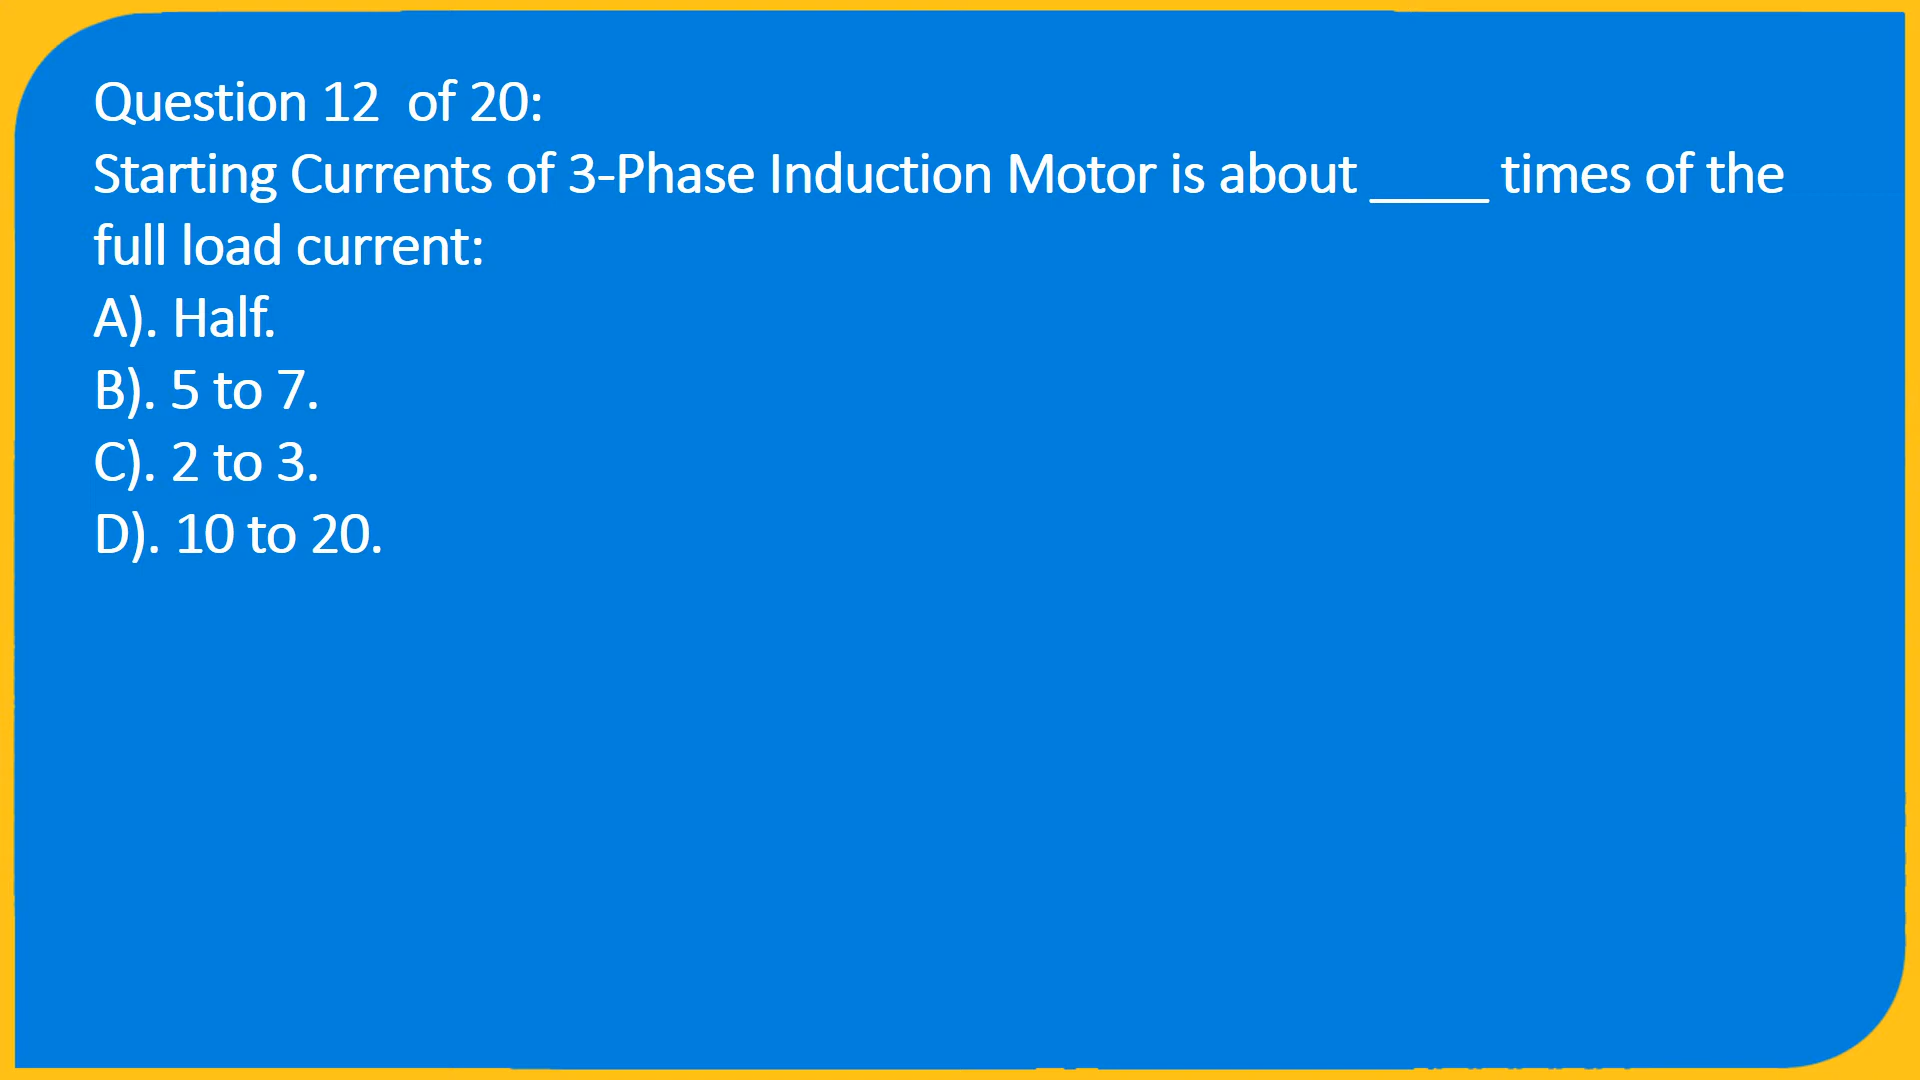 Question 12  of 20:
Starting Currents of 3-Phase Induction Motor is about _____ times of the
full load current:
A). Half.
B). 5 to 7.
C). 2 to 3.
D). 10 to 20.